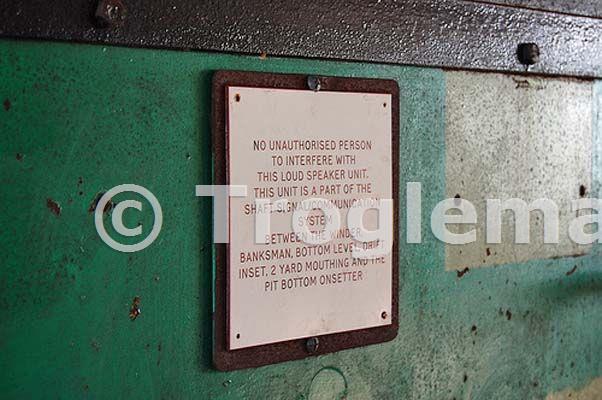 NO UNAUTHORISED PERSON
TO INTERFERE WITH
THIS LOUD SPEAKER UNIT.
THIS UNIT IS A PART OF THE
SHAFT SIGNAL/COMMUNICATION
SYSTEM
BETWEEN THE WINDER,
BANKSMAN, BOTTOM LEVEL DRIFT
INSET, 2 YARD MOUTHING AND THE
PIT BOTTOM ONSETTER
© Troglema